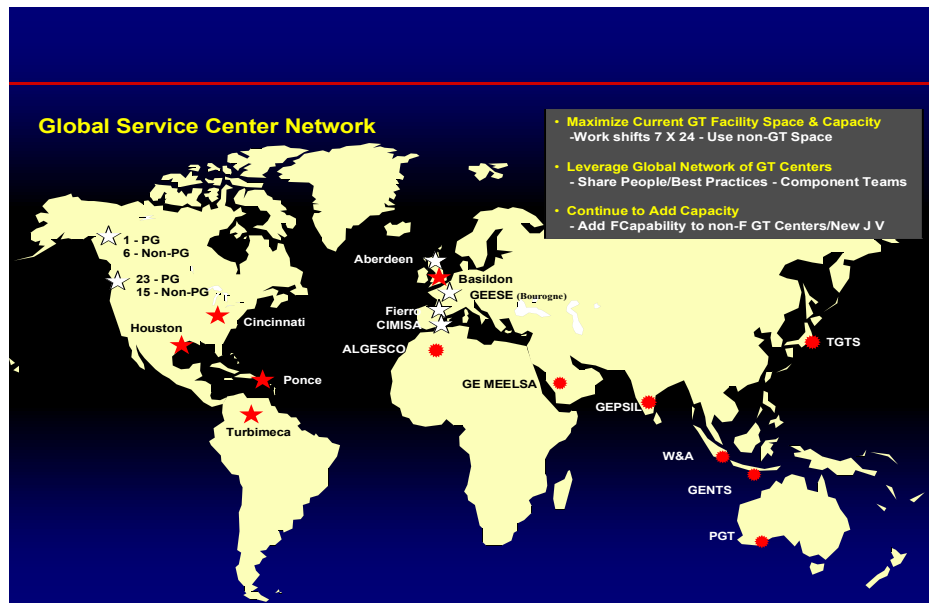 Global Service Center Network
• Maximize Current GT Facility Space & Capacity
-Work shifts 7 X 24 - Use non-GT Space
• Leverage Global Network of GT Centers
- Share People/Best Practices - Component Teams
• Continue to Add Capacity
- Add FCapability to non-F GT Centers/New J V
1 - PG
6 - Non-PG
Aberdeen
23 - PG
15 - Non-PG
Basildon
GEESE (Bourogne)
Fierro
Cincinnati
CIMISA
Houston
TGTS
ALGESCO
Ponce
GE MEELSA
GEPSIL
Turbimeca
W&A
GENTS
PGT